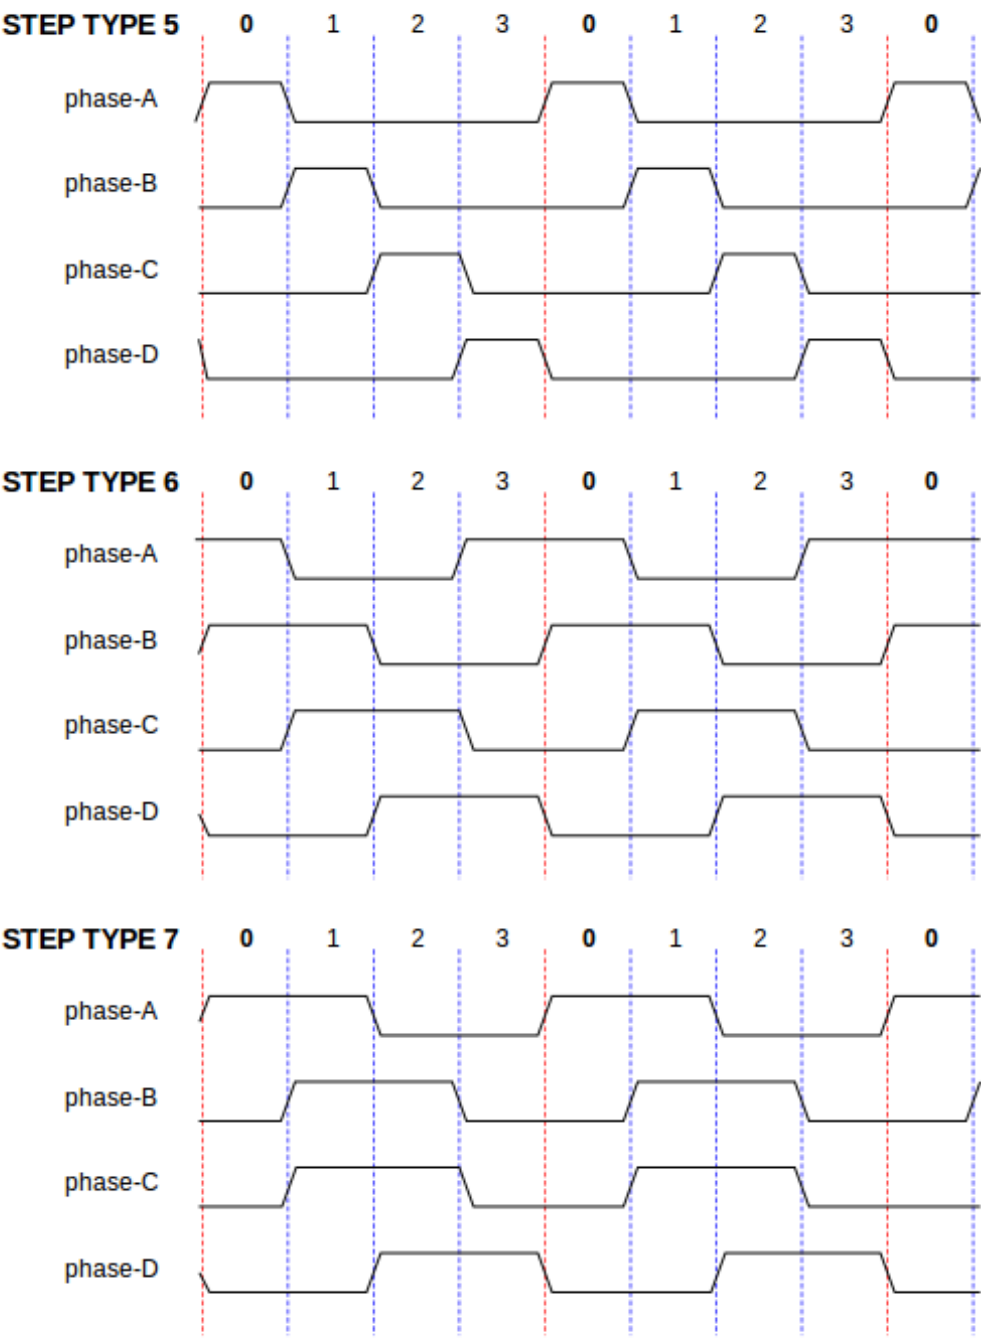 STEP TYPE 5 0 1 2 3 0 1 2 3 0
phase-A
phase-B
phase-C
phase-D
STEP TYPE 6 0 1 2 3 0 1 2 3 0
phase-A
phase-B
phase-C
phase-D
STEP TYPE 7 0 1 2 3 0 1 2 3 0
phase-A
phase-B
phase-C
phase-D